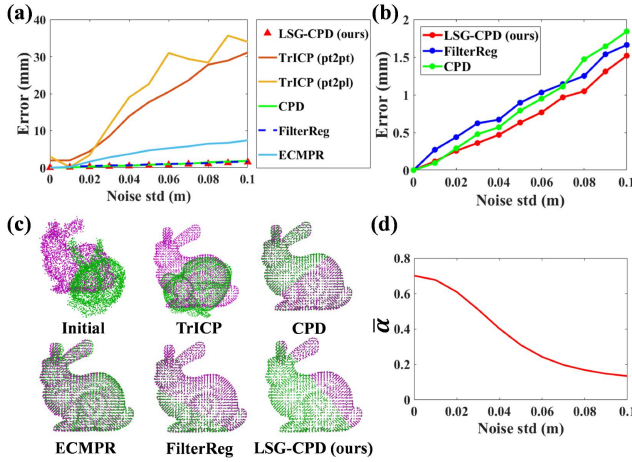 (a)
40
30
20
10
0
Error (mm)
0 0.02 0.04 0.06 0.08 0.1
Noise std (m)
LSG-CPD (ours)
TrICP (pt2pt)
TrICP (pt2pl)
CPD
FilterReg
ECMPR
(b)
2
1.5
1
0.5
0
Error (mm)
LSG-CPD (ours)
FilterReg
CPD
0 0.02 0.04 0.06 0.08 0.1
Noise std (m)
(c)
Initial TrICP CPD
ECMPR FilterReg LSG-CPD (ours)
(d)
0.8
0.6
0.4
0.2
0
α̅
0 0.02 0.04 0.06 0.08 0.1
Noise std (m)